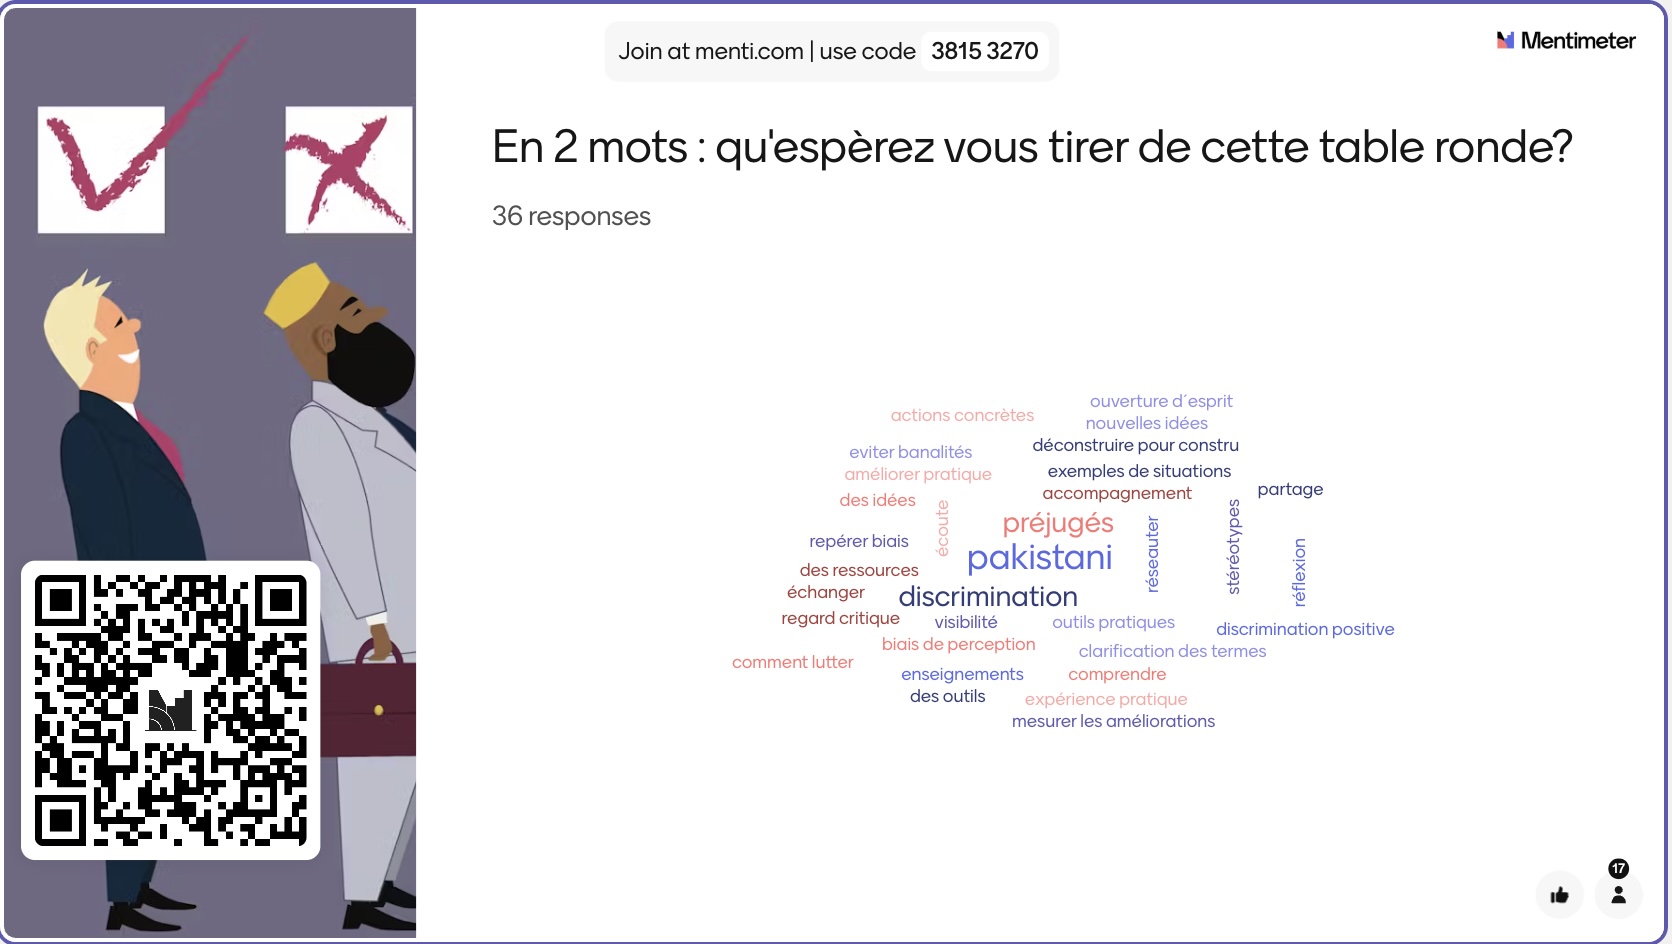 Join at menti.com | use code 3815 3270
Mentimeter
En 2 mots : qu'espèrez vous tirer de cette table ronde?
36 responses
ouverture d´esprit
actions concrètes
nouvelles idées
déconstruire pour constru
eviter banalités
exemples de situations
améliorer pratique
partage
accompagnement
des idées
écoute
préjugés
réseauter
stéréotypes
repérer biais
pakistani
réflexion
des ressources
échanger
discrimination
regard critique
visibilité
outils pratiques
discrimination positive
biais de perception
clarification des termes
comment lutter
enseignements
comprendre
des outils
expérience pratique
mesurer les améliorations
17